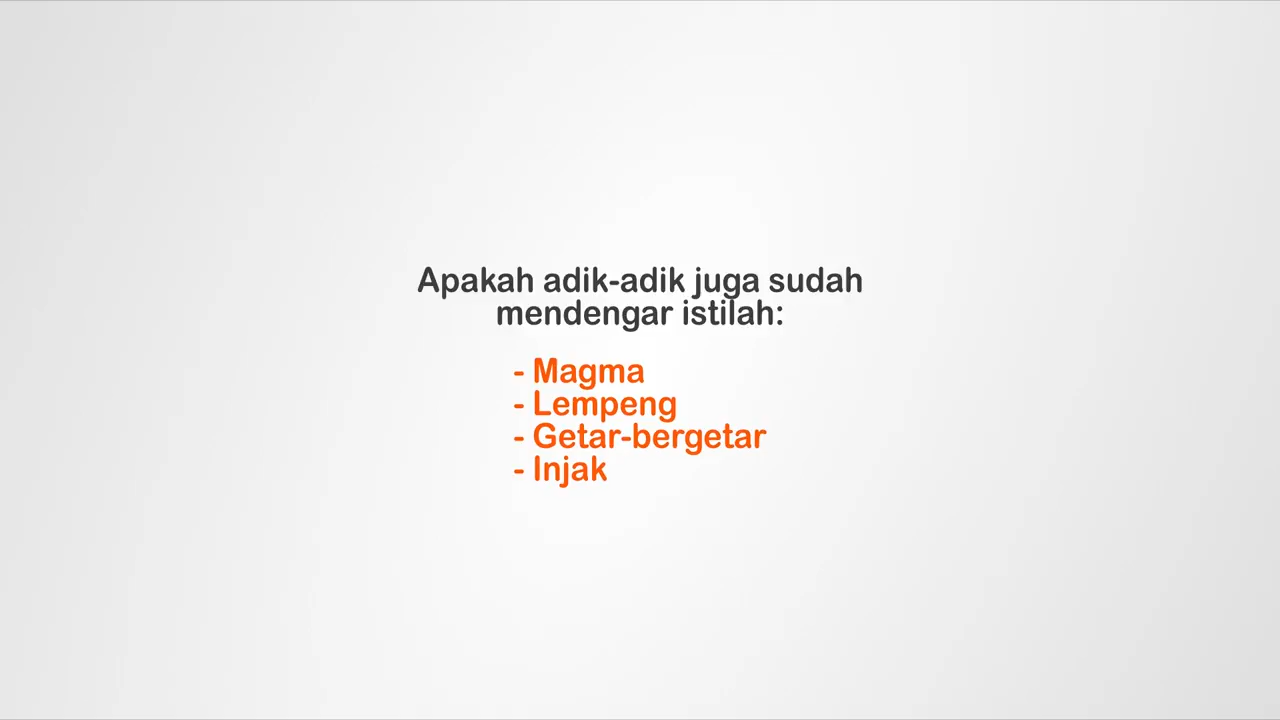 Apakah adik-adik juga sudah
mendengar istilah:
- Magma
- Lempeng
- Getar-bergetar
- Injak